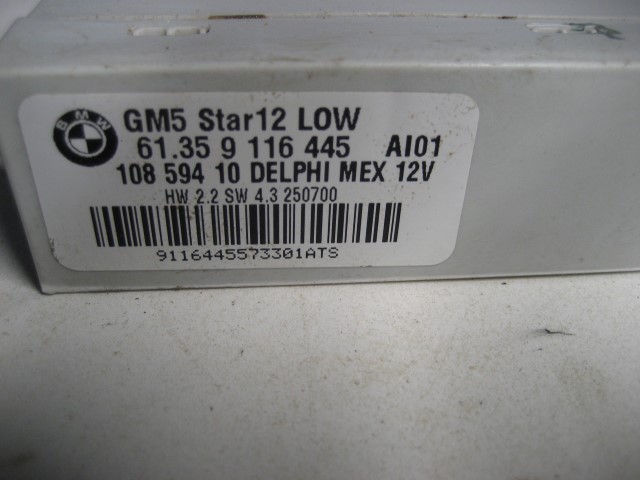 BMW
GM5 Star12 LOW
61.35 9 116 445 AI01
108 594 10 DELPHI MEX 12V
HW 2.2 SW 4.3 250700
9116445573301ATS